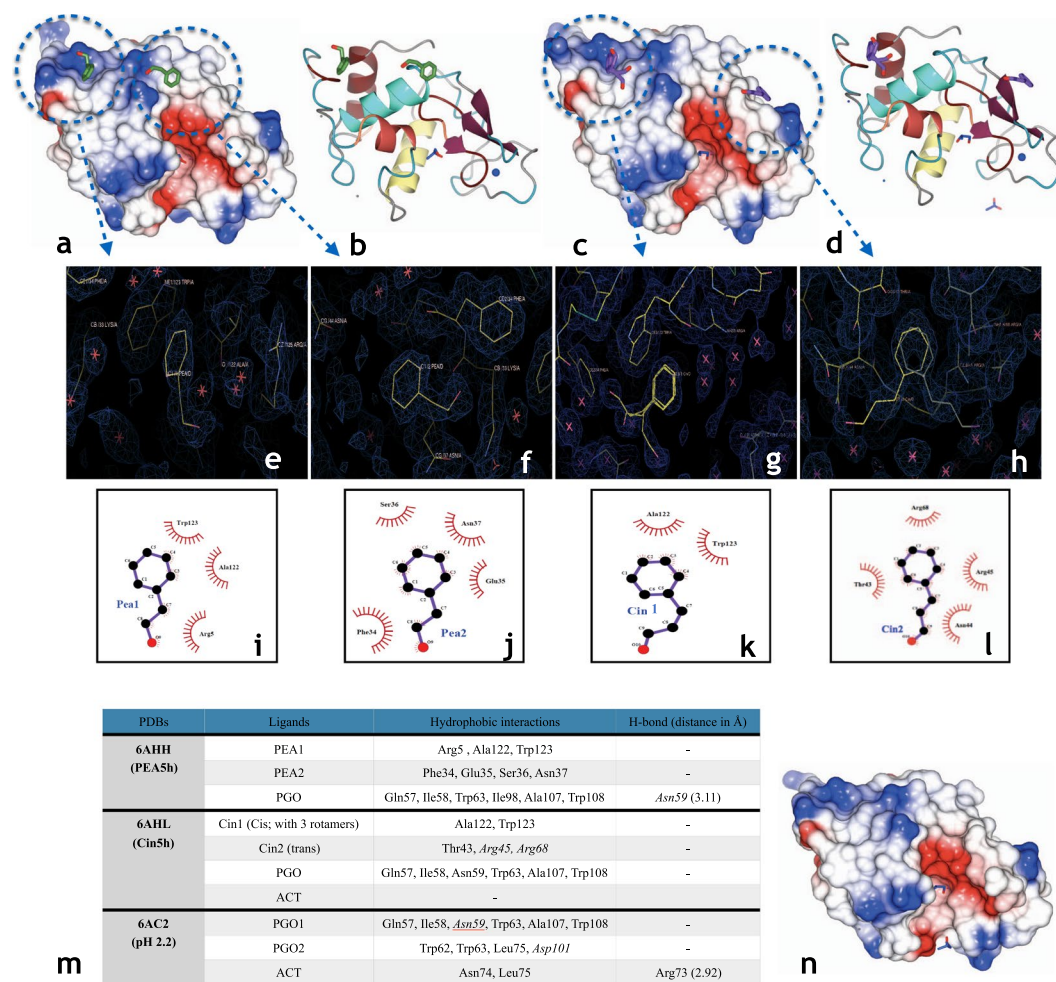 a
b
c
d
e
f
g
h
Trp123
Ala122
Arg5
Pea1
i
Ser36
Asn37
Glu35
Phe34
Pea2
j
Ala122
Trp123
Cin 1
k
Arg68
Thr43
Arg45
Asn44
Cin2
l
PDBs Ligands Hydrophobic interactions H-bond (distance in Å)
6AHH (PEA5h) PEA1 Arg5 , Ala122, Trp123 -
PEA2 Phe34, Glu35, Ser36, Asn37 -
PGO Gln57, Ile58, Trp63, Ile98, Ala107, Trp108 Asn59 (3.11)
6AHL (Cin5h) Cin1 (Cis; with 3 rotamers) Ala122, Trp123 -
Cin2 (trans) Thr43, Arg45, Arg68 -
PGO Gln57, Ile58, Asn59, Trp63, Ala107, Trp108 -
ACT -
6AC2 (pH 2.2) PGO1 Gln57, Ile58, Asn59, Trp63, Ala107, Trp108 -
PGO2 Trp62, Trp63, Leu75, Asp101 -
ACT Asn74, Leu75 Arg73 (2.92)
m
n